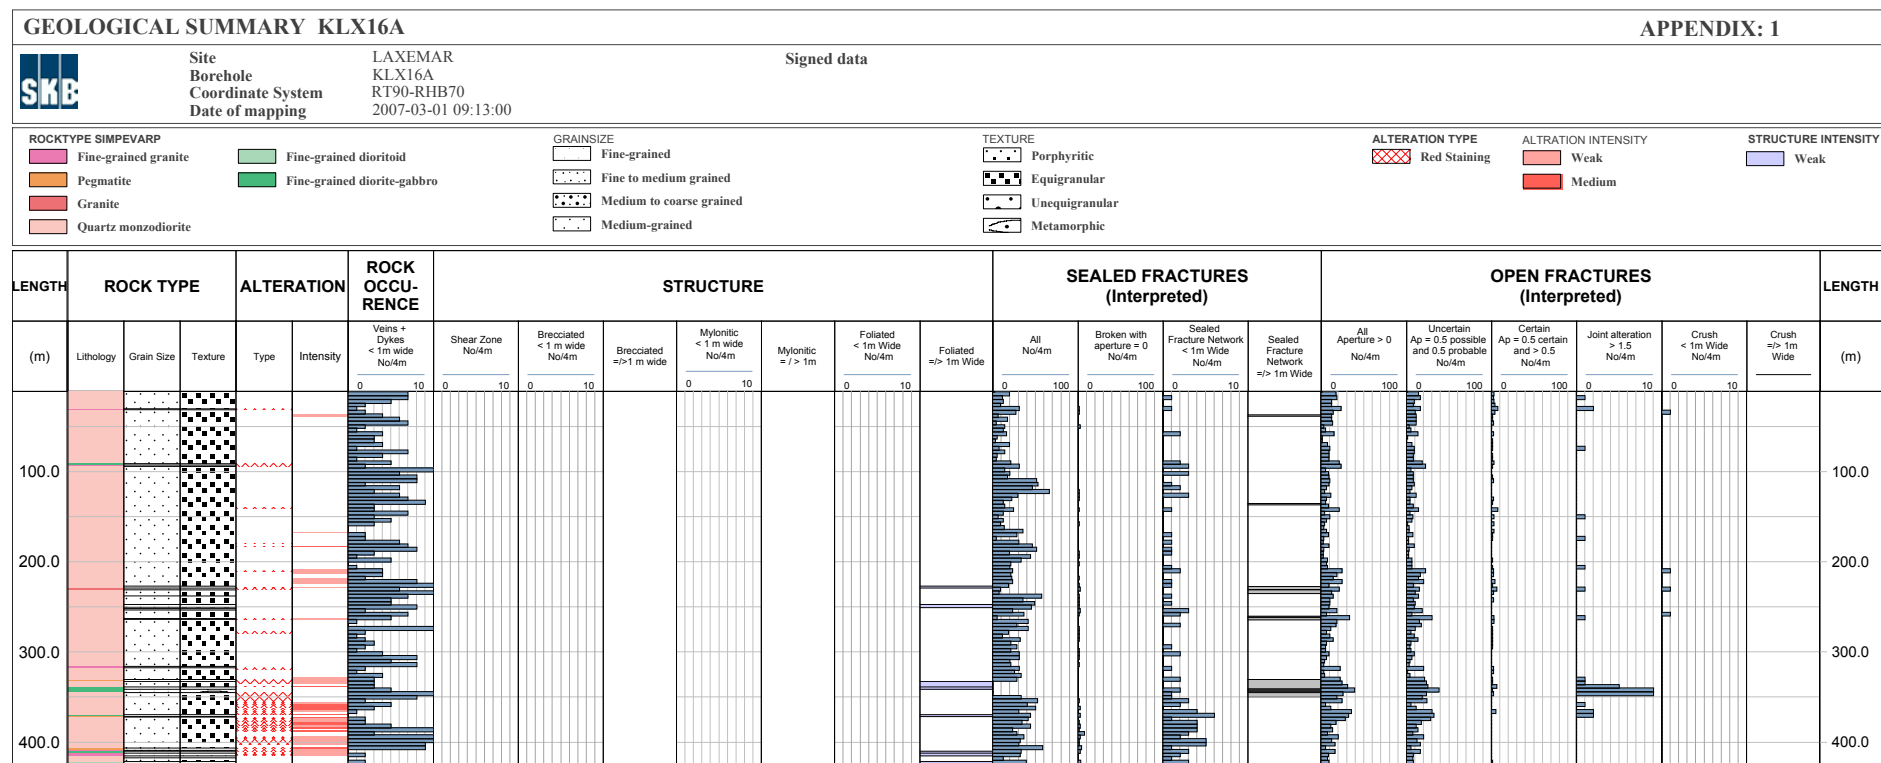 GEOLOGICAL SUMMARY KLX16A APPENDIX: 1
SKB
Site LAXEMAR Signed data
Borehole KLX16A
Coordinate System RT90-RHB70
Date of mapping 2007-03-01 09:13:00
ROCKTYPE SIMPEVARP
Fine-grained granite
Pegmatite
Granite
Quartz monzodiorite
Fine-grained dioritoid
Fine-grained diorite-gabbro
GRAINSIZE
Fine-grained
Fine to medium grained
Medium to coarse grained
Medium-grained
TEXTURE
Porphyritic
Equigranular
Unequigranular
Metamorphic
ALTERATION TYPE
Red Staining
ALTRATION INTENSITY
Weak
Medium
STRUCTURE INTENSITY
Weak
LENGTH
ROCK TYPE
ALTERATION
ROCK
OCCU-
RENCE
STRUCTURE
SEALED FRACTURES
(Interpreted)
OPEN FRACTURES
(Interpreted)
LENGTH
(m)
Lithology
Grain Size
Texture
Type
Intensity
Veins +
Dykes
< 1m wide
No/4m
0 10
Shear Zone
No/4m
0 10
Brecciated
< 1 m wide
No/4m
0 10
Brecciated
=/>1 m wide
Mylonitic
< 1 m wide
No/4m
0 10
Mylonitic
= / > 1m
Foliated
< 1m Wide
No/4m
0 10
Foliated
=/> 1m Wide
All
No/4m
0 100
Broken with
aperture = 0
No/4m
0 100
Sealed
Fracture Network
< 1m Wide
No/4m
0 10
Sealed
Fracture
Network
=/> 1m Wide
All
Aperture > 0
No/4m
0 100
Uncertain
Ap = 0.5 possible
and 0.5 probable
No/4m
0 100
Certain
Ap = 0.5 certain
and > 0.5
No/4m
0 100
Joint alteration
> 1.5
No/4m
0 10
Crush
< 1m Wide
No/4m
0 10
Crush
=/> 1m
Wide
(m)
100.0 100.0
200.0 200.0
300.0 300.0
400.0 400.0